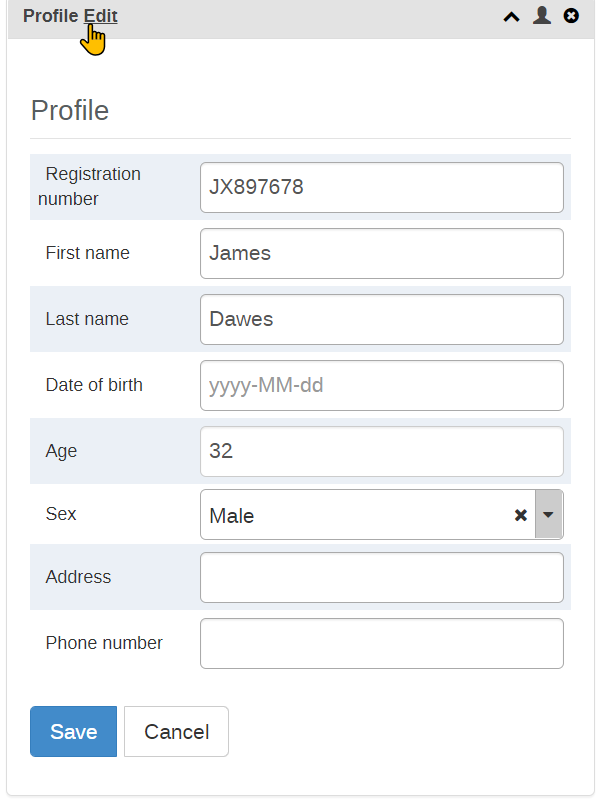 Profile Edit
Profile
Registration
number
JX897678
First name
James
Last name
Dawes
Date of birth
yyyy-MM-dd
Age
32
Sex
Male
Address
Phone number
Save
Cancel